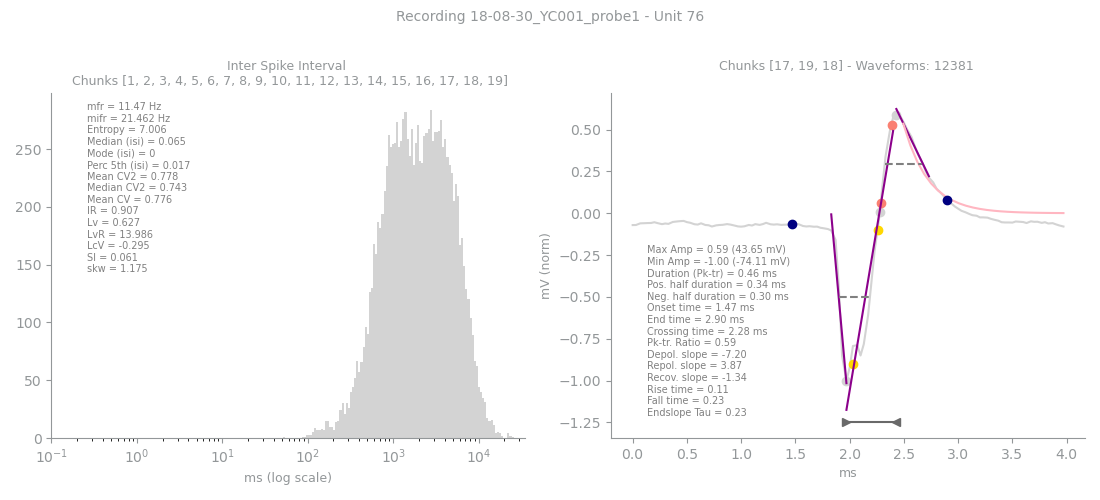 Recording 18-08-30_YC001_probe1 - Unit 76
Inter Spike Interval
Chunks [1, 2, 3, 4, 5, 6, 7, 8, 9, 10, 11, 12, 13, 14, 15, 16, 17, 18, 19]
mfr = 11.47 Hz
mifr = 21.462 Hz
Entropy = 7.006
Median (isi) = 0.065
Mode (isi) = 0
Perc 5th (isi) = 0.017
Mean CV2 = 0.778
Median CV2 = 0.743
Mean CV = 0.776
IR = 0.907
Lv = 0.627
LvR = 13.986
LcV = -0.295
SI = 0.061
skw = 1.175
250
200
150
100
50
0
10⁻¹ 10⁰ 10¹ 10² 10³ 10⁴
ms (log scale)
Chunks [17, 19, 18] - Waveforms: 12381
mV (norm)
0.50
0.25
0.00
−0.25
−0.50
−0.75
−1.00
−1.25
Max Amp = 0.59 (43.65 mV)
Min Amp = -1.00 (-74.11 mV)
Duration (Pk-tr) = 0.46 ms
Pos. half duration = 0.34 ms
Neg. half duration = 0.30 ms
Onset time = 1.47 ms
End time = 2.90 ms
Crossing time = 2.28 ms
Pk-tr. Ratio = 0.59
Depol. slope = -7.20
Repol. slope = 3.87
Recov. slope = -1.34
Rise time = 0.11
Fall time = 0.23
Endslope Tau = 0.23
0.0 0.5 1.0 1.5 2.0 2.5 3.0 3.5 4.0
ms